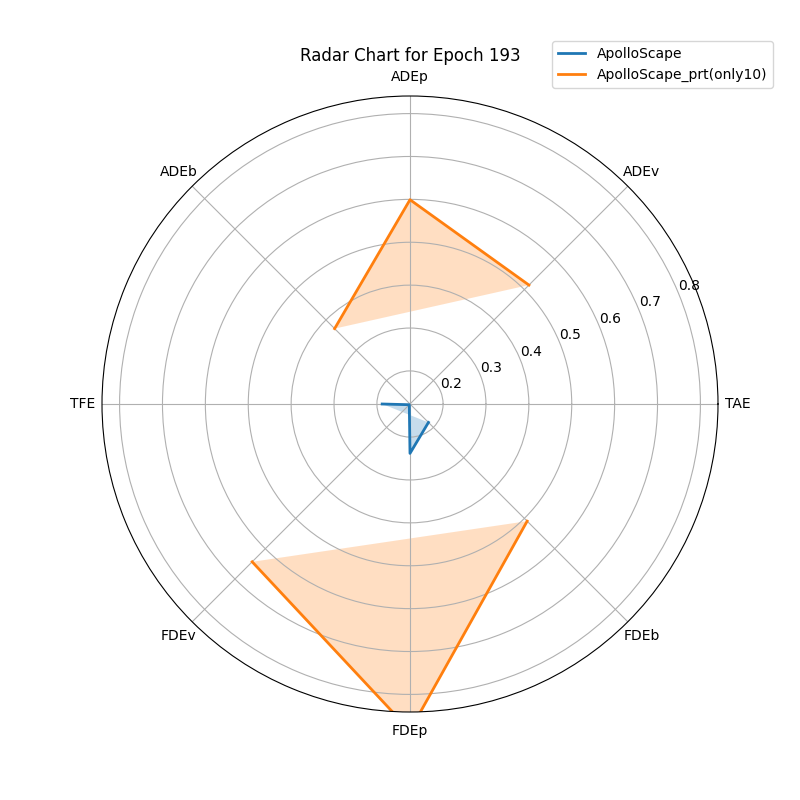 Radar Chart for Epoch 193
ApolloScape
ApolloScape_prt(only10)
ADEp
ADEb
ADEv
0.8
0.7
0.6
0.5
0.4
0.3
0.2
TFE
TAE
FDEv
FDEb
FDEp